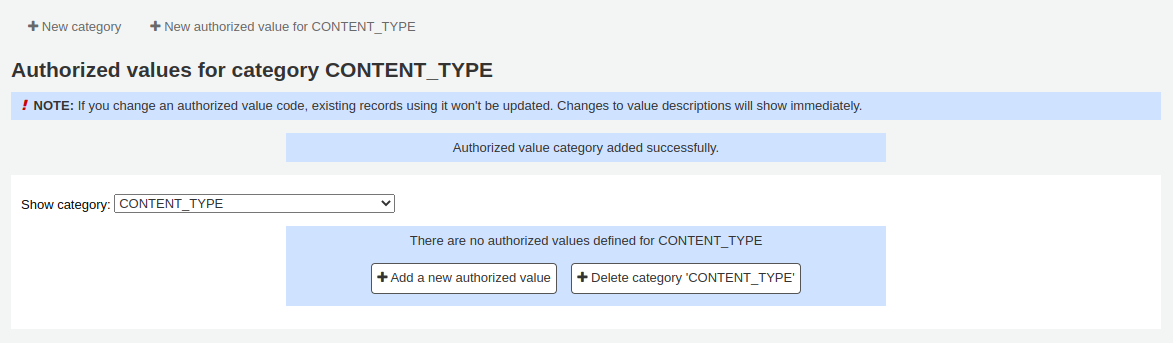 New category New authorized value for CONTENT_TYPE
Authorized values for category CONTENT_TYPE
! NOTE: If you change an authorized value code, existing records using it won't be updated. Changes to value descriptions will show immediately.
Authorized value category added successfully.
Show category: CONTENT_TYPE
There are no authorized values defined for CONTENT_TYPE
Add a new authorized value Delete category 'CONTENT_TYPE'